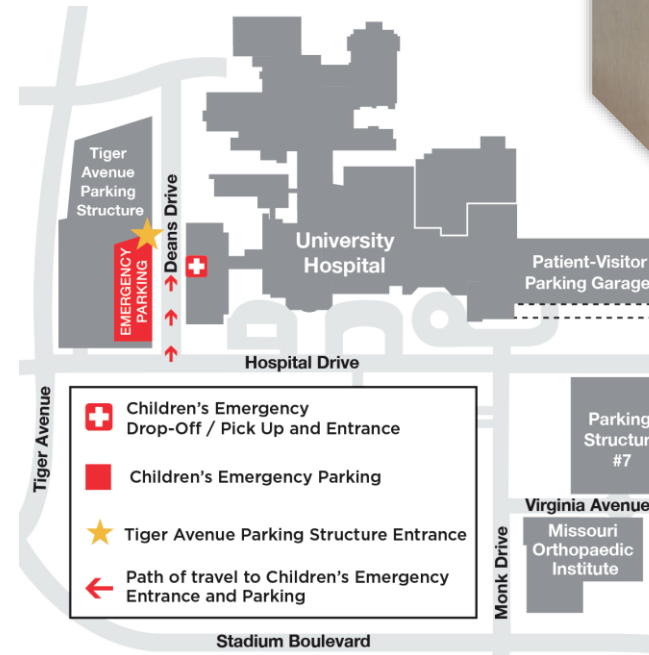 Tiger
Avenue
Parking
Structure
EMERGENCY
PARKING
Deans Drive
University
Hospital
Patient-Visitor
Parking Garage
Hospital Drive
Tiger Avenue
Children's Emergency
Drop-Off / Pick Up and Entrance
Children's Emergency Parking
Tiger Avenue Parking Structure Entrance
Path of travel to Children's Emergency
Entrance and Parking
Parking
Structur
#7
Virginia Avenue
Missouri
Orthopaedic
Institute
Monk Drive
Stadium Boulevard